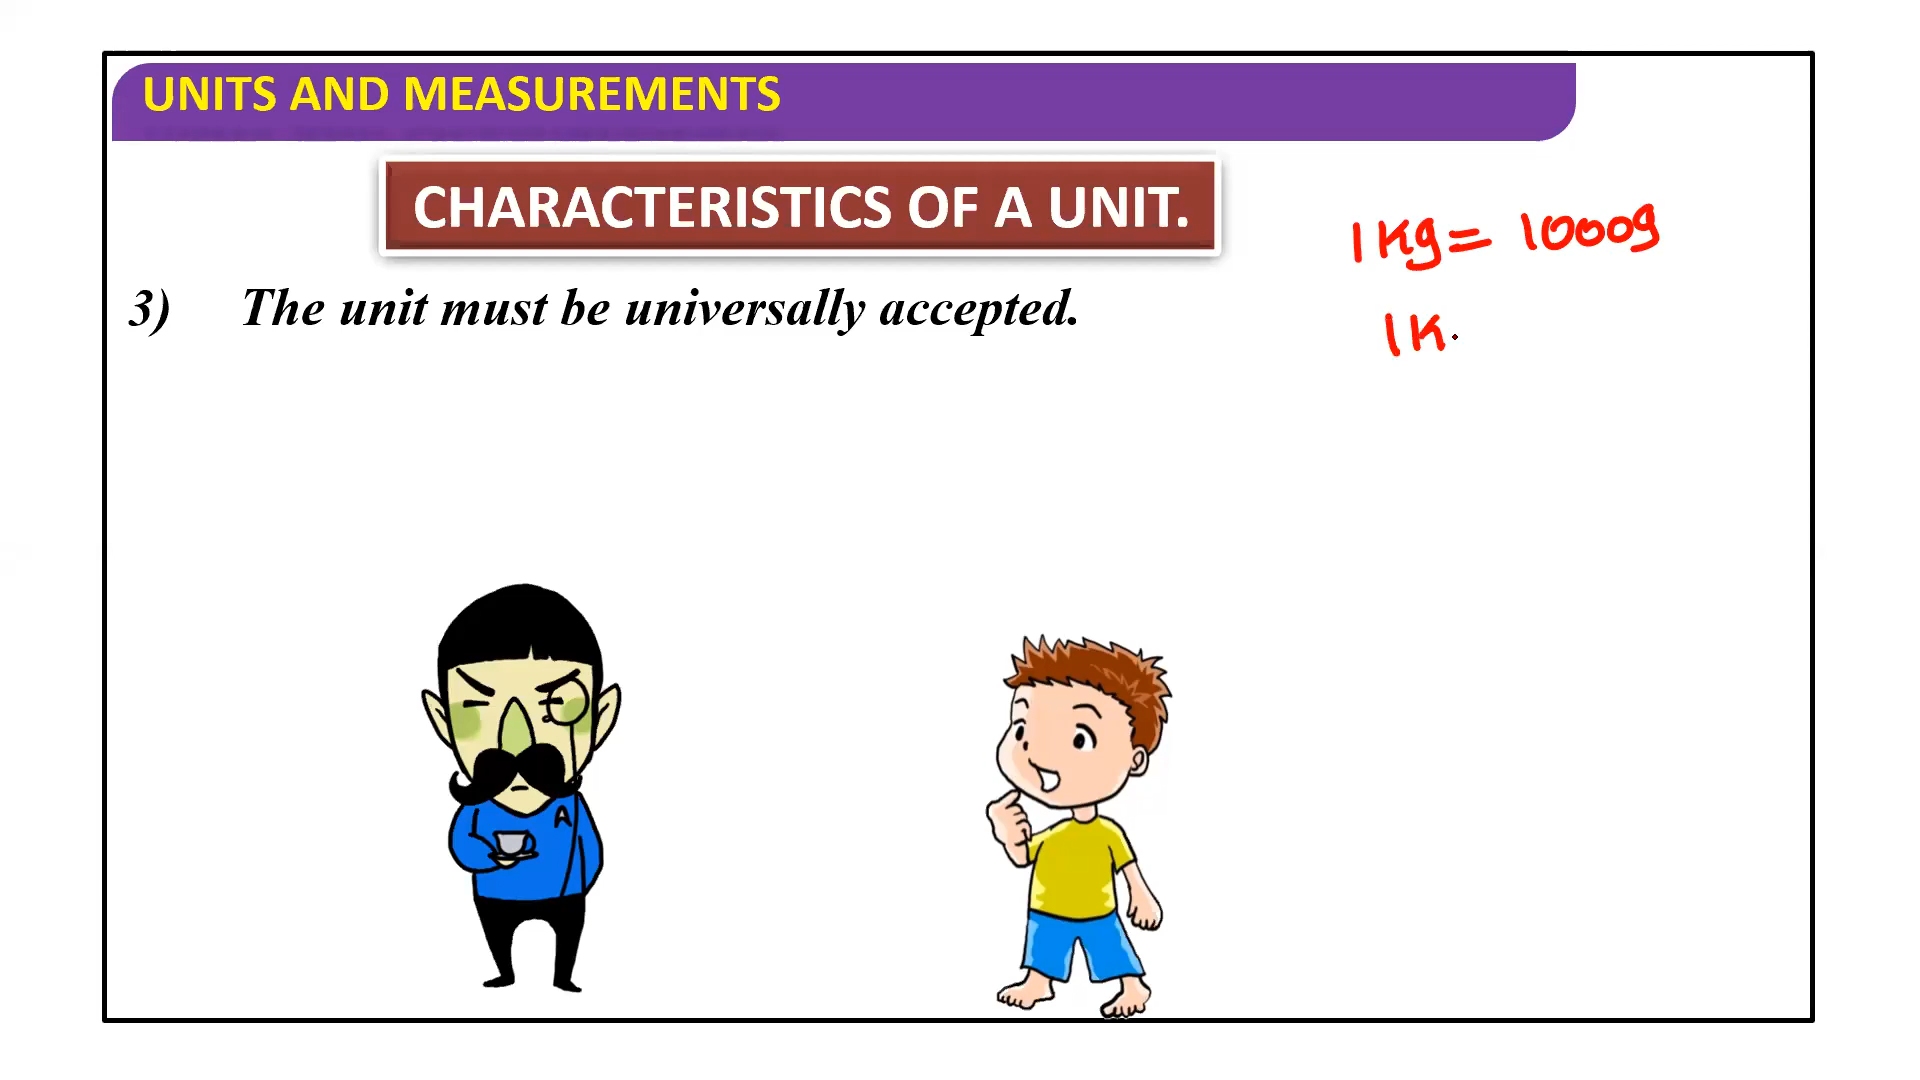 UNITS AND MEASUREMENTS
CHARACTERISTICS OF A UNIT.
1Kg = 1000g
3) The unit must be universally accepted.
1K